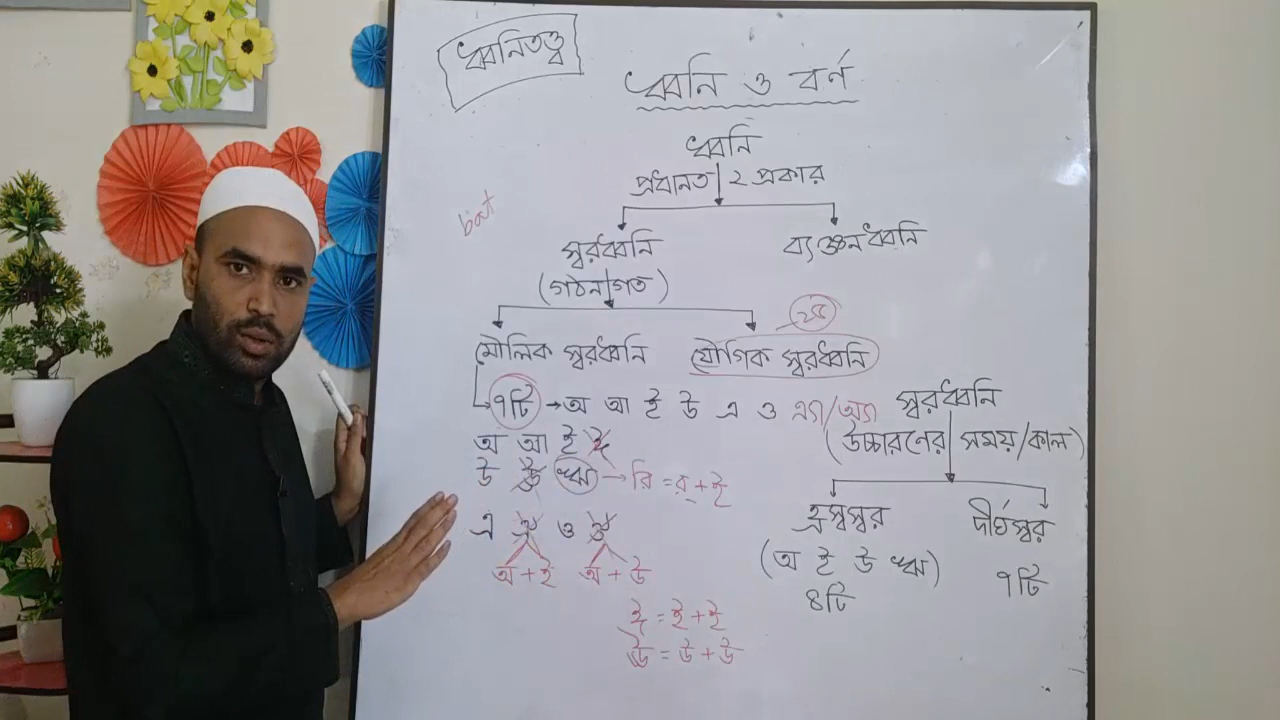 ধ্বনিতত্ত্ব
ধ্বনি ও বর্ণ
ধ্বনি
প্রধানত ২ প্রকার
bat
স্বরধ্বনি
ব্যঞ্জনধ্বনি
(গঠনগত)
২৫
মৌলিক স্বরধ্বনি
যৌগিক স্বরধ্বনি
৭টি → অ আ ই উ এ ও এ্যা/অ্যা
অ আ ই ঈ
উ ঊ ঋ → রি = র্ + ই
এ ঐ ও ঔ
অ + ই অ + উ
ঈ = ই + ই
ঊ = উ + উ
স্বরধ্বনি
(উচ্চারণের সময়/কাল)
হ্রস্বস্বর
দীর্ঘস্বর
(অ ই উ ঋ)
৪টি
৭টি